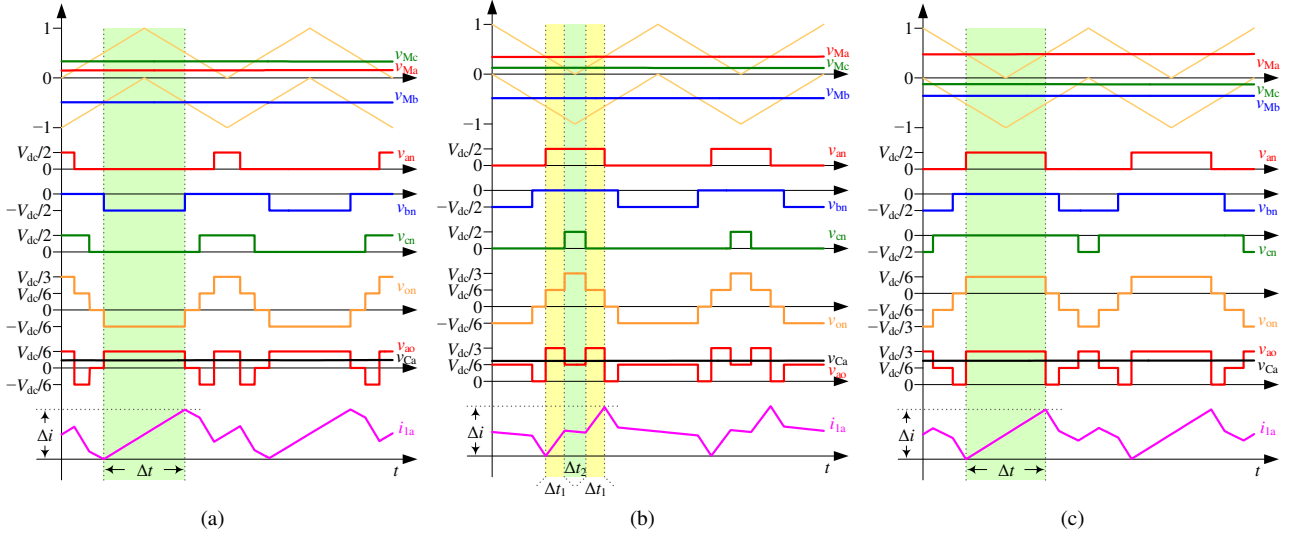 1
0
−1
vMc
vMa
vMb
Vdc/2
0
van
0
−Vdc/2
vbn
Vdc/2
0
vcn
Vdc/3
Vdc/6
0
−Vdc/6
von
Vdc/6
0
−Vdc/6
vao
vCa
Δi
i1a
Δt
t
(a)
1
0
−1
vMa
vMc
vMb
Vdc/2
0
van
0
−Vdc/2
vbn
Vdc/2
0
vcn
Vdc/3
Vdc/6
0
−Vdc/6
von
Vdc/3
Vdc/6
0
vCa
vao
Δi
i1a
Δt2
t
Δt1
Δt1
(b)
1
0
−1
vMa
vMc
vMb
Vdc/2
0
van
0
−Vdc/2
vbn
0
−Vdc/2
vcn
Vdc/6
0
−Vdc/6
−Vdc/3
von
Vdc/3
Vdc/6
0
vao
vCa
Δi
i1a
Δt
t
(c)